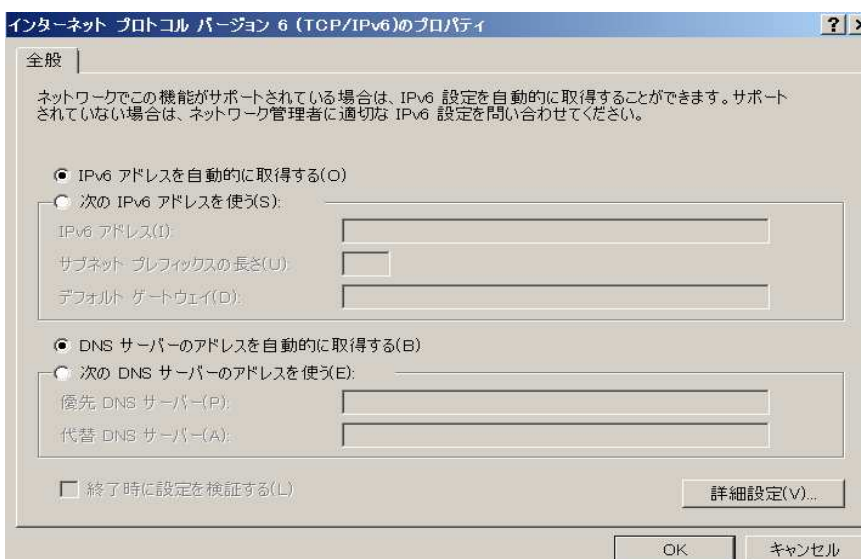 インターネット プロトコル バージョン 6 (TCP/IPv6)のプロパティ
全般
ネットワークでこの機能がサポートされている場合は、IPv6 設定を自動的に取得することができます。サポート
されていない場合は、ネットワーク管理者に適切な IPv6 設定を問い合わせてください。
IPv6 アドレスを自動的に取得する(O)
次の IPv6 アドレスを使う(S):
IPv6 アドレス(I):
サブネット プレフィックスの長さ(U):
デフォルト ゲートウェイ(D):
DNS サーバーのアドレスを自動的に取得する(B)
次の DNS サーバーのアドレスを使う(E):
優先 DNS サーバー(P):
代替 DNS サーバー(A):
終了時に設定を検証する(L)
詳細設定(V)...
OK
キャンセル